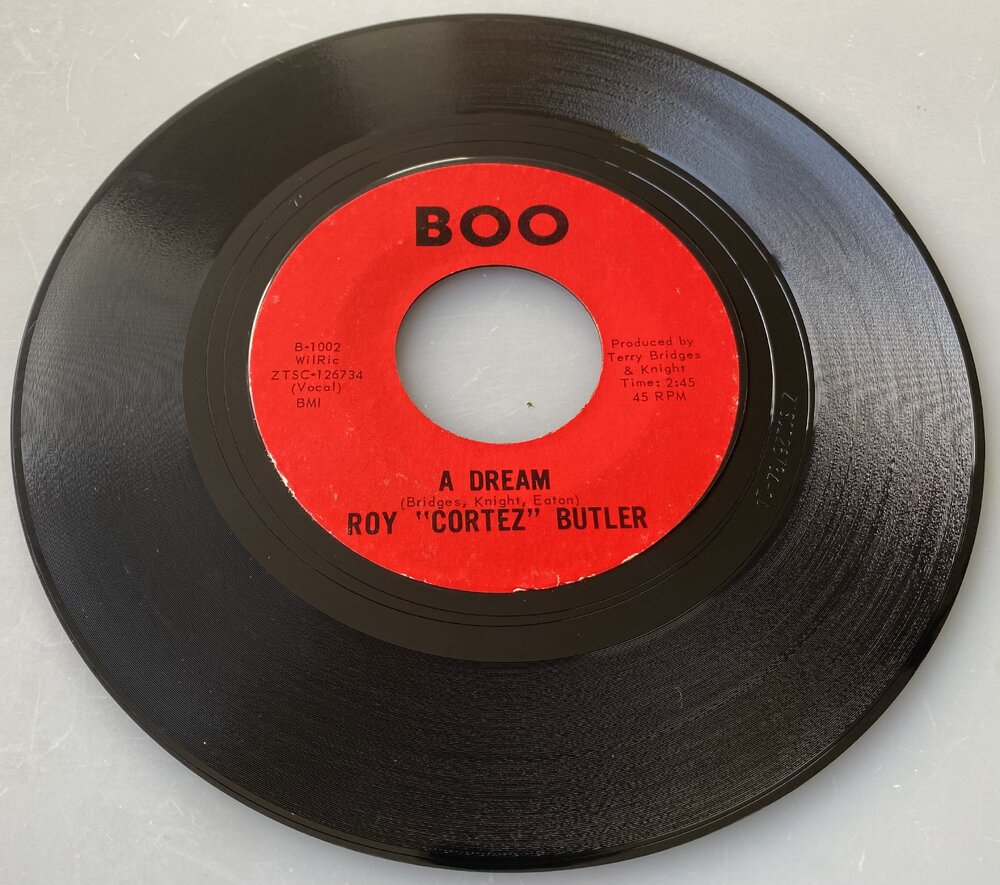 BOO
B-1002
WilRic
ZTSC-126734
(Vocal)
BMI
Produced by
Terry Bridges
& Knight
Time: 2:45
45 RPM
A DREAM
(Bridges, Knight, Eaton)
ROY "CORTEZ" BUTLER